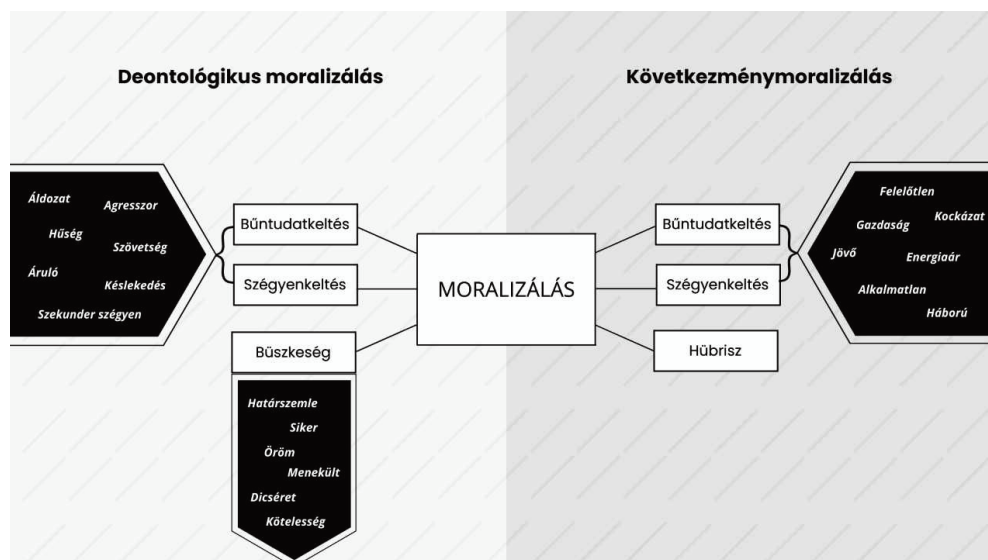 Deontológikus moralizálás
Következménymoralizálás
Áldozat
Agresszor
Hűség
Szövetség
Áruló
Késlekedés
Szekunder szégyen
Bűntudatkeltés
Szégyenkeltés
Büszkeség
Határszemle
Siker
Öröm
Menekült
Dicséret
Kötelesség
MORALIZÁLÁS
Bűntudatkeltés
Szégyenkeltés
Hübrisz
Felelőtlen
Kockázat
Gazdaság
Jövő
Energiaár
Alkalmatlan
Háború